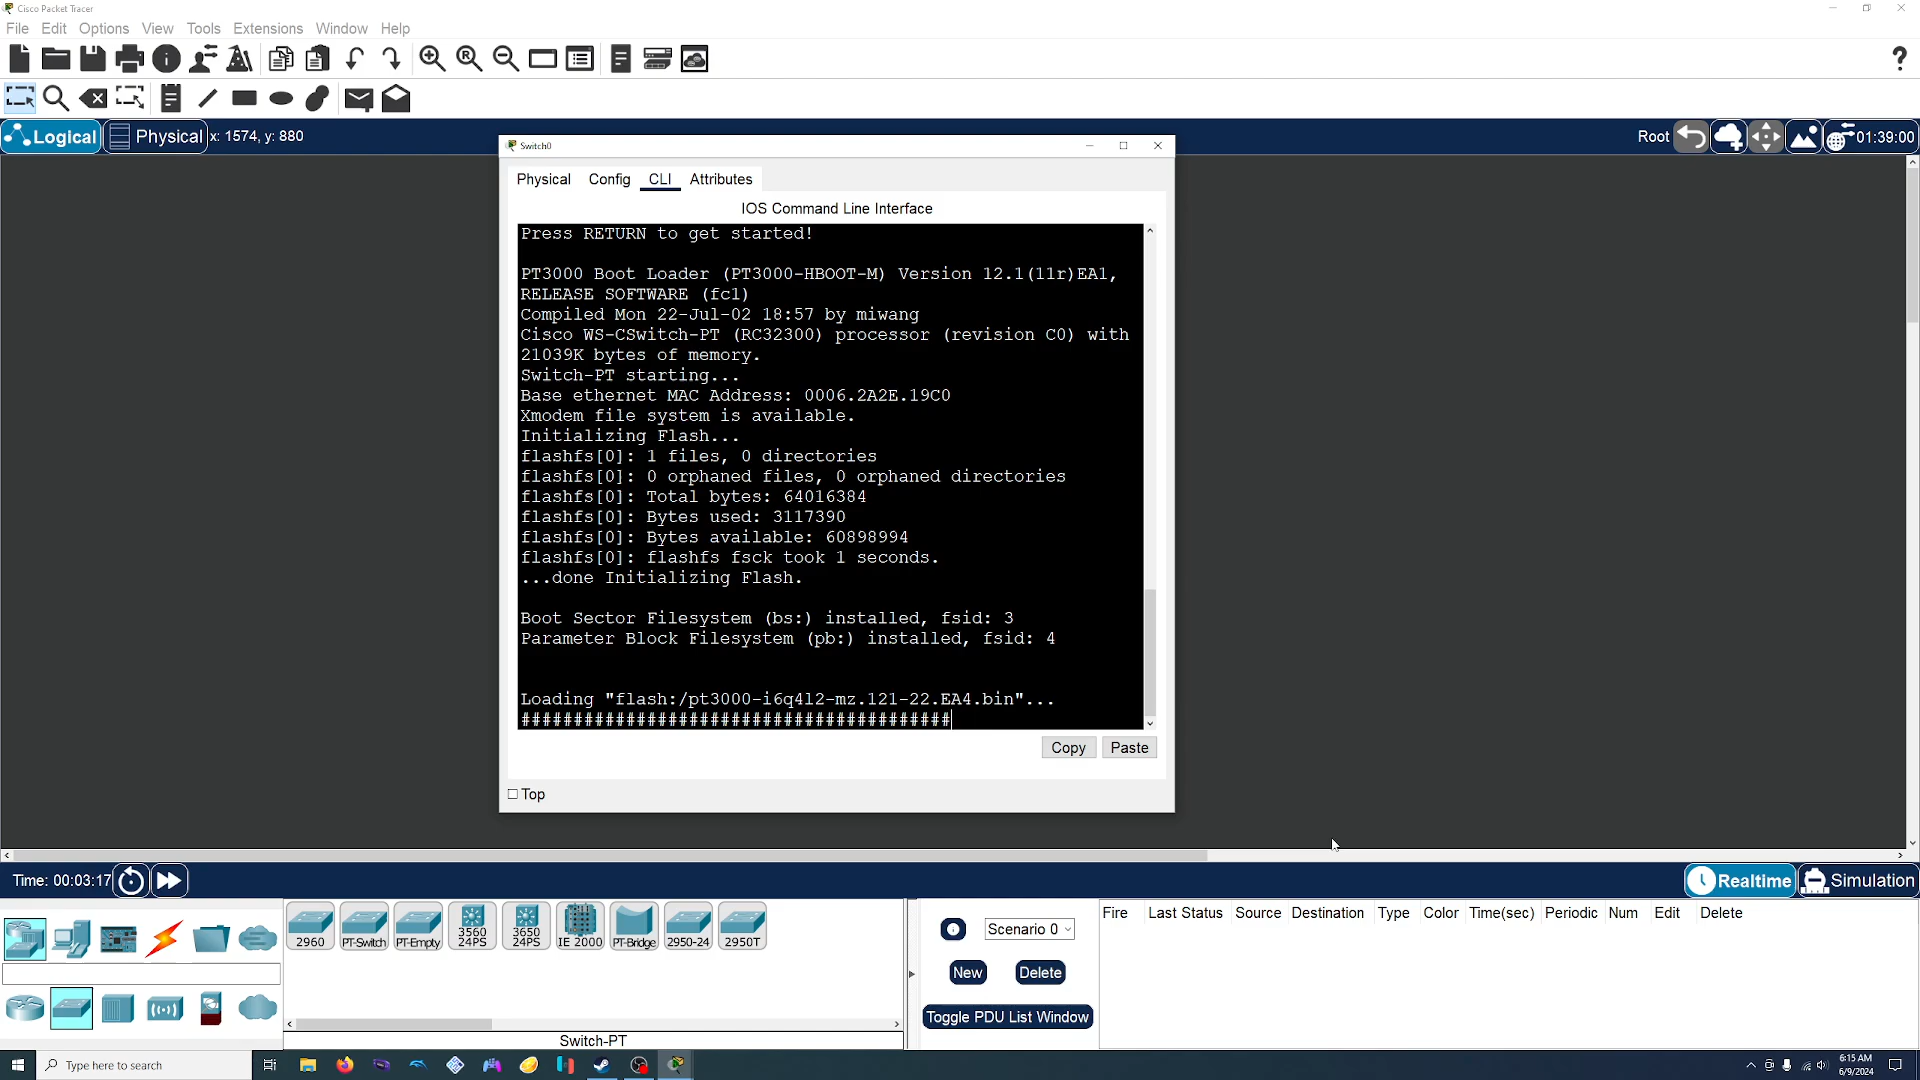 Cisco Packet Tracer
File Edit Options View Tools Extensions Window Help
Logical Physical x: 1574, y: 880
Root 01:39:00
Switch0
Physical Config CLI Attributes
IOS Command Line Interface
Press RETURN to get started!
PT3000 Boot Loader (PT3000-HBOOT-M) Version 12.1(11r)EA1,
RELEASE SOFTWARE (fc1)
Compiled Mon 22-Jul-02 18:57 by miwang
Cisco WS-CSwitch-PT (RC32300) processor (revision C0) with
21039K bytes of memory.
Switch-PT starting...
Base ethernet MAC Address: 0006.2A2E.19C0
Xmodem file system is available.
Initializing Flash...
flashfs[0]: 1 files, 0 directories
flashfs[0]: 0 orphaned files, 0 orphaned directories
flashfs[0]: Total bytes: 64016384
flashfs[0]: Bytes used: 3117390
flashfs[0]: Bytes available: 60898994
flashfs[0]: flashfs fsck took 1 seconds.
...done Initializing Flash.
Boot Sector Filesystem (bs:) installed, fsid: 3
Parameter Block Filesystem (pb:) installed, fsid: 4
Loading "flash:/pt3000-i6q4l2-mz.121-22.EA4.bin"...
#########################################
Copy Paste
Top
Time: 00:03:17
Realtime Simulation
2960 PT-Switch PT-Empty 3560 24PS 3650 24PS IE 2000 PT-Bridge 2950-24 2950T
Switch-PT
Scenario 0
New Delete
Toggle PDU List Window
Fire Last Status Source Destination Type Color Time(sec) Periodic Num Edit Delete
Type here to search
6:15 AM
6/9/2024